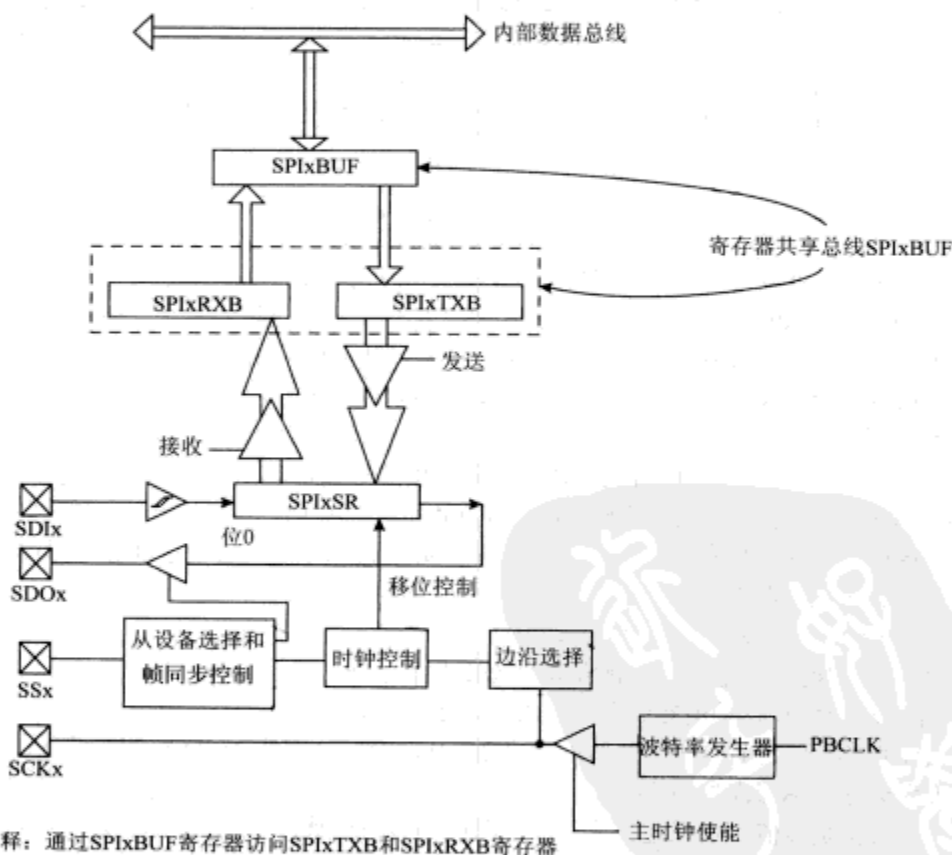 内部数据总线
SPIxBUF
寄存器共享总线SPIxBUF
SPIxRXB
SPIxTXB
发送
接收
SPIxSR
SDIx
位0
SDOx
移位控制
从设备选择和
帧同步控制
时钟控制
边沿选择
SSx
SCKx
波特率发生器
PBCLK
主时钟使能
释：通过SPIxBUF寄存器访问SPIxTXB和SPIxRXB寄存器